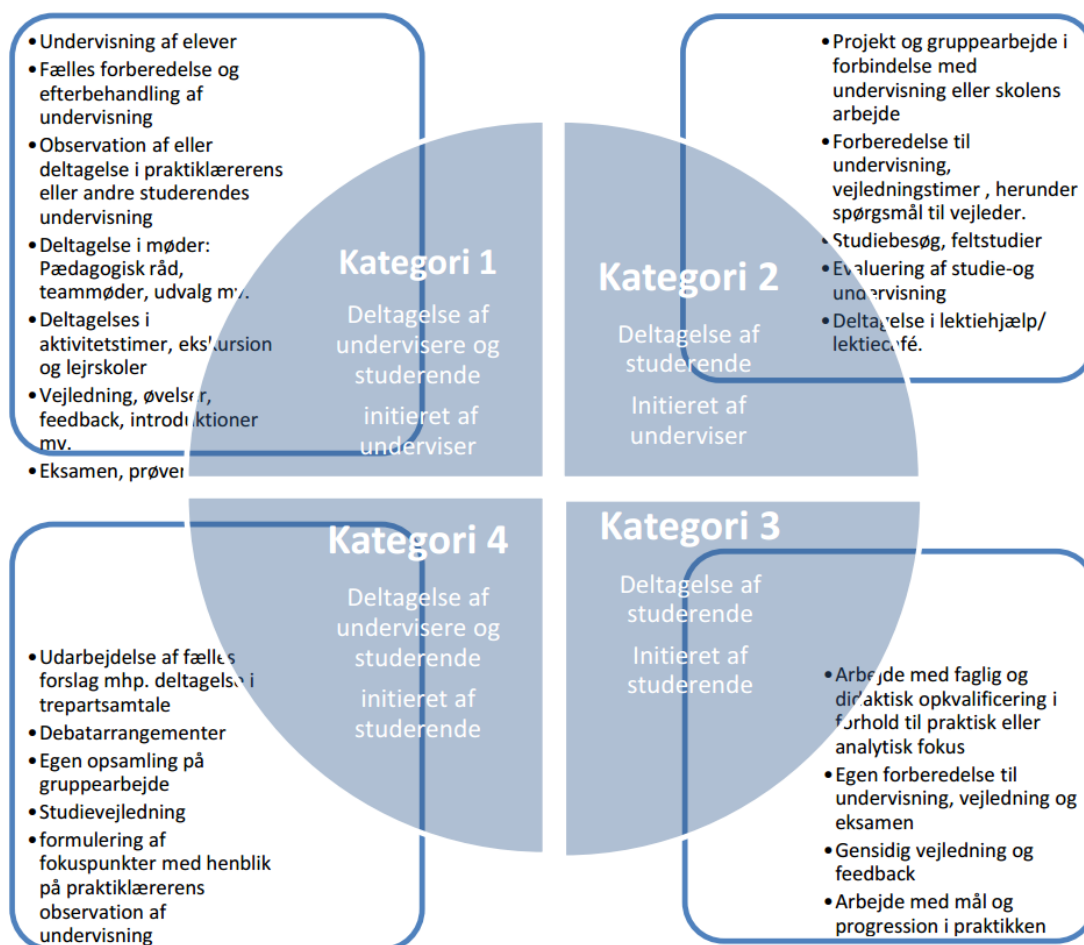 •Undervisning af elever
•Fælles forberedelse og
efterbehandling af
undervisning
•Observation af eller
deltagelse i praktiklærerens
eller andre studerendes
undervisning
•Deltagelse i møder:
Pædagogisk råd,
teammøder, udvalg mv.
•Deltagelses i
aktivitetstimer, ekskursion
og lejrskoler
•Vejledning, øvelser,
feedback, introduktioner
mv.
•Eksamen, prøver
Kategori 1
Deltagelse af
undervisere og
studerende
initieret af
underviser
•Projekt og gruppearbejde i
forbindelse med
undervisning eller skolens
arbejde
•Forberedelse til
undervisning,
vejledningstimer , herunder
spørgsmål til vejleder.
•Studiebesøg, feltstudier
•Evaluering af studie-og
undervisning
•Deltagelse i lektiehjælp/
lektiecafé.
Kategori 2
Deltagelse af
studerende
Initieret af
underviser
Kategori 4
Deltagelse af
undervisere og
studerende
initieret af
studerende
•Udarbejdelse af fælles
forslag mhp. deltagelse i
trepartsamtale
•Debatarrangementer
•Egen opsamling på
gruppearbejde
•Studievejledning
•formulering af
fokuspunkter med henblik
på praktiklærerens
observation af
undervisning
Kategori 3
Deltagelse af
studerende
Initieret af
studerende
•Arbejde med faglig og
didaktisk opkvalificering i
forhold til praktisk eller
analytisk fokus
•Egen forberedelse til
undervisning, vejledning og
eksamen
•Gensidig vejledning og
feedback
•Arbejde med mål og
progression i praktikken